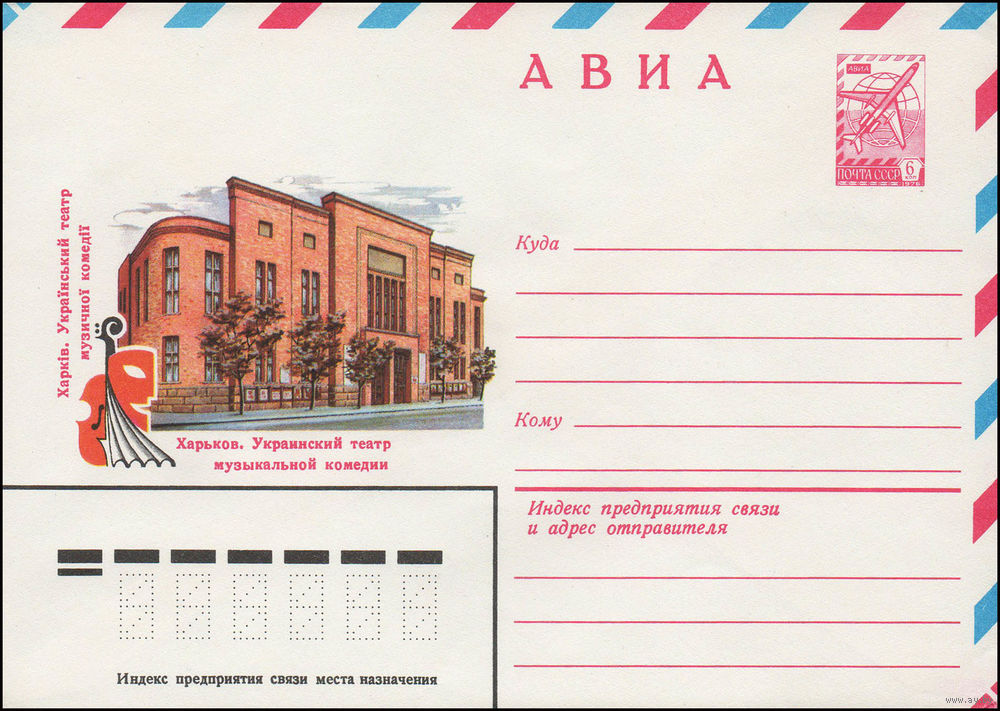 АВИА
АВИА
ПОЧТА СССР
6
КОП
1976
Харків. Український театр
музичної комедії
Харьков. Украинский театр
музыкальной комедии
Куда
Кому
Индекс предприятия связи
и адрес отправителя
Индекс предприятия связи места назначения